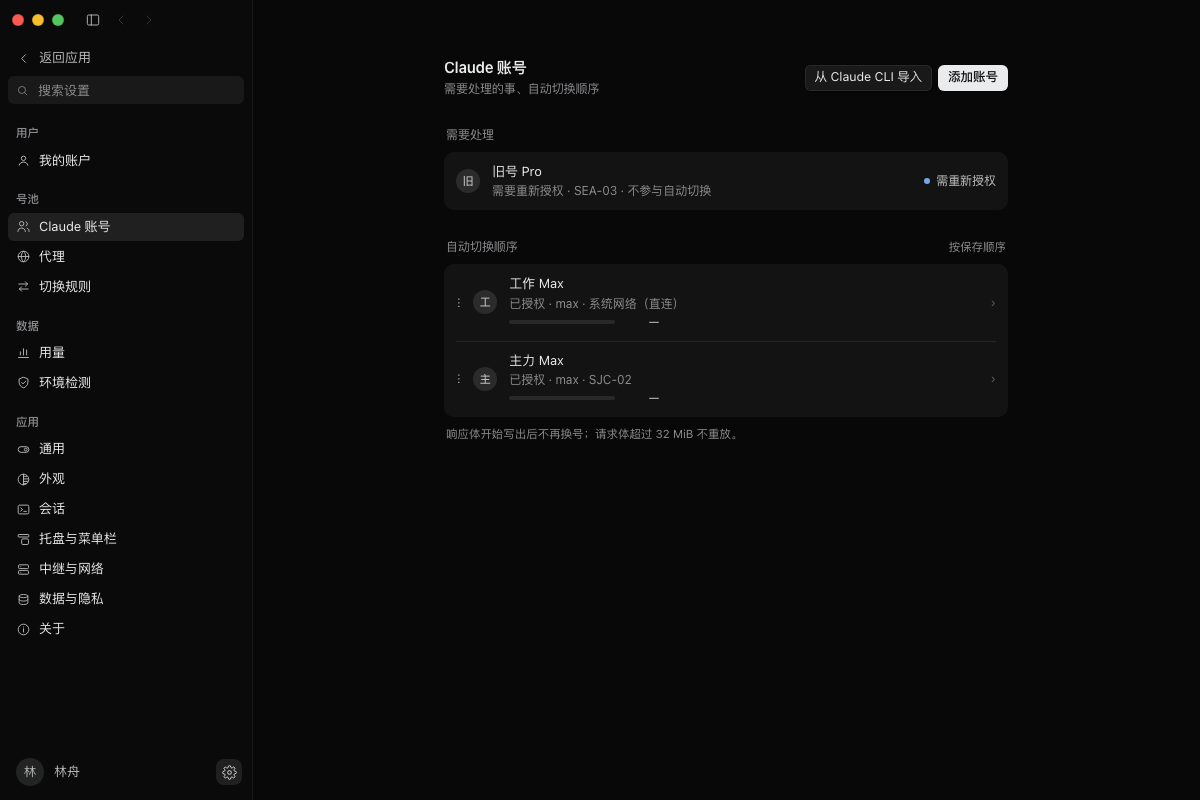 返回应用
搜索设置
用户
我的账户
号池
Claude 账号
代理
切换规则
数据
用量
环境检测
应用
通用
外观
会话
托盘与菜单栏
中继与网络
数据与隐私
关于
林 林舟
Claude 账号
需要处理的事、自动切换顺序
从 Claude CLI 导入
添加账号
需要处理
旧
旧号 Pro
需要重新授权 · SEA-03 · 不参与自动切换
需重新授权
自动切换顺序
按保存顺序
工
工作 Max
已授权 · max · 系统网络（直连）
—
主
主力 Max
已授权 · max · SJC-02
—
响应体开始写出后不再换号；请求体超过 32 MiB 不重放。